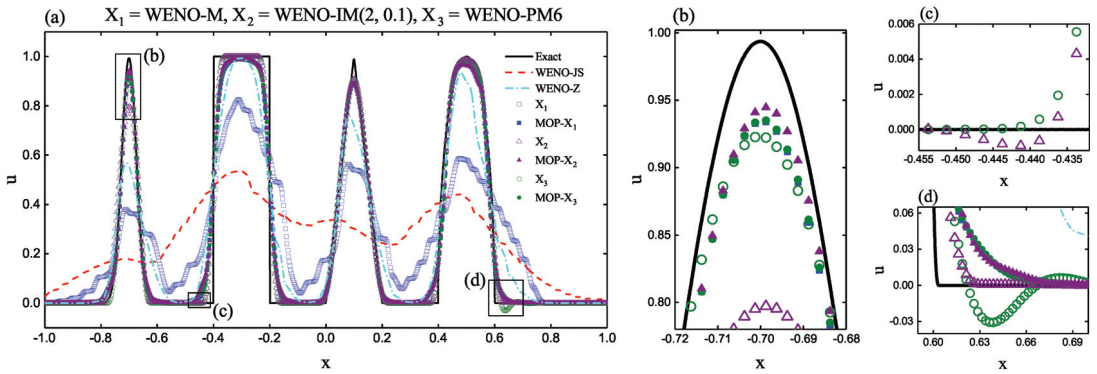 X₁ = WENO-M, X₂ = WENO-IM(2, 0.1), X₃ = WENO-PM6
(a)
u
1.0
0.8
0.6
0.4
0.2
0.0
-1.0 -0.8 -0.6 -0.4 -0.2 0.0 0.2 0.4 0.6 0.8 1.0
x
(b)
(c)
(d)
Exact
WENO-JS
WENO-Z
X₁
MOP-X₁
X₂
MOP-X₂
X₃
MOP-X₃
(b)
u
1.00
0.95
0.90
0.85
0.80
-0.72 -0.71 -0.70 -0.69 -0.68
x
(c)
u
0.006
0.004
0.002
0.000
-0.455 -0.450 -0.445 -0.440 -0.435
x
(d)
u
0.06
0.03
0.00
-0.03
0.60 0.63 0.66 0.69
x